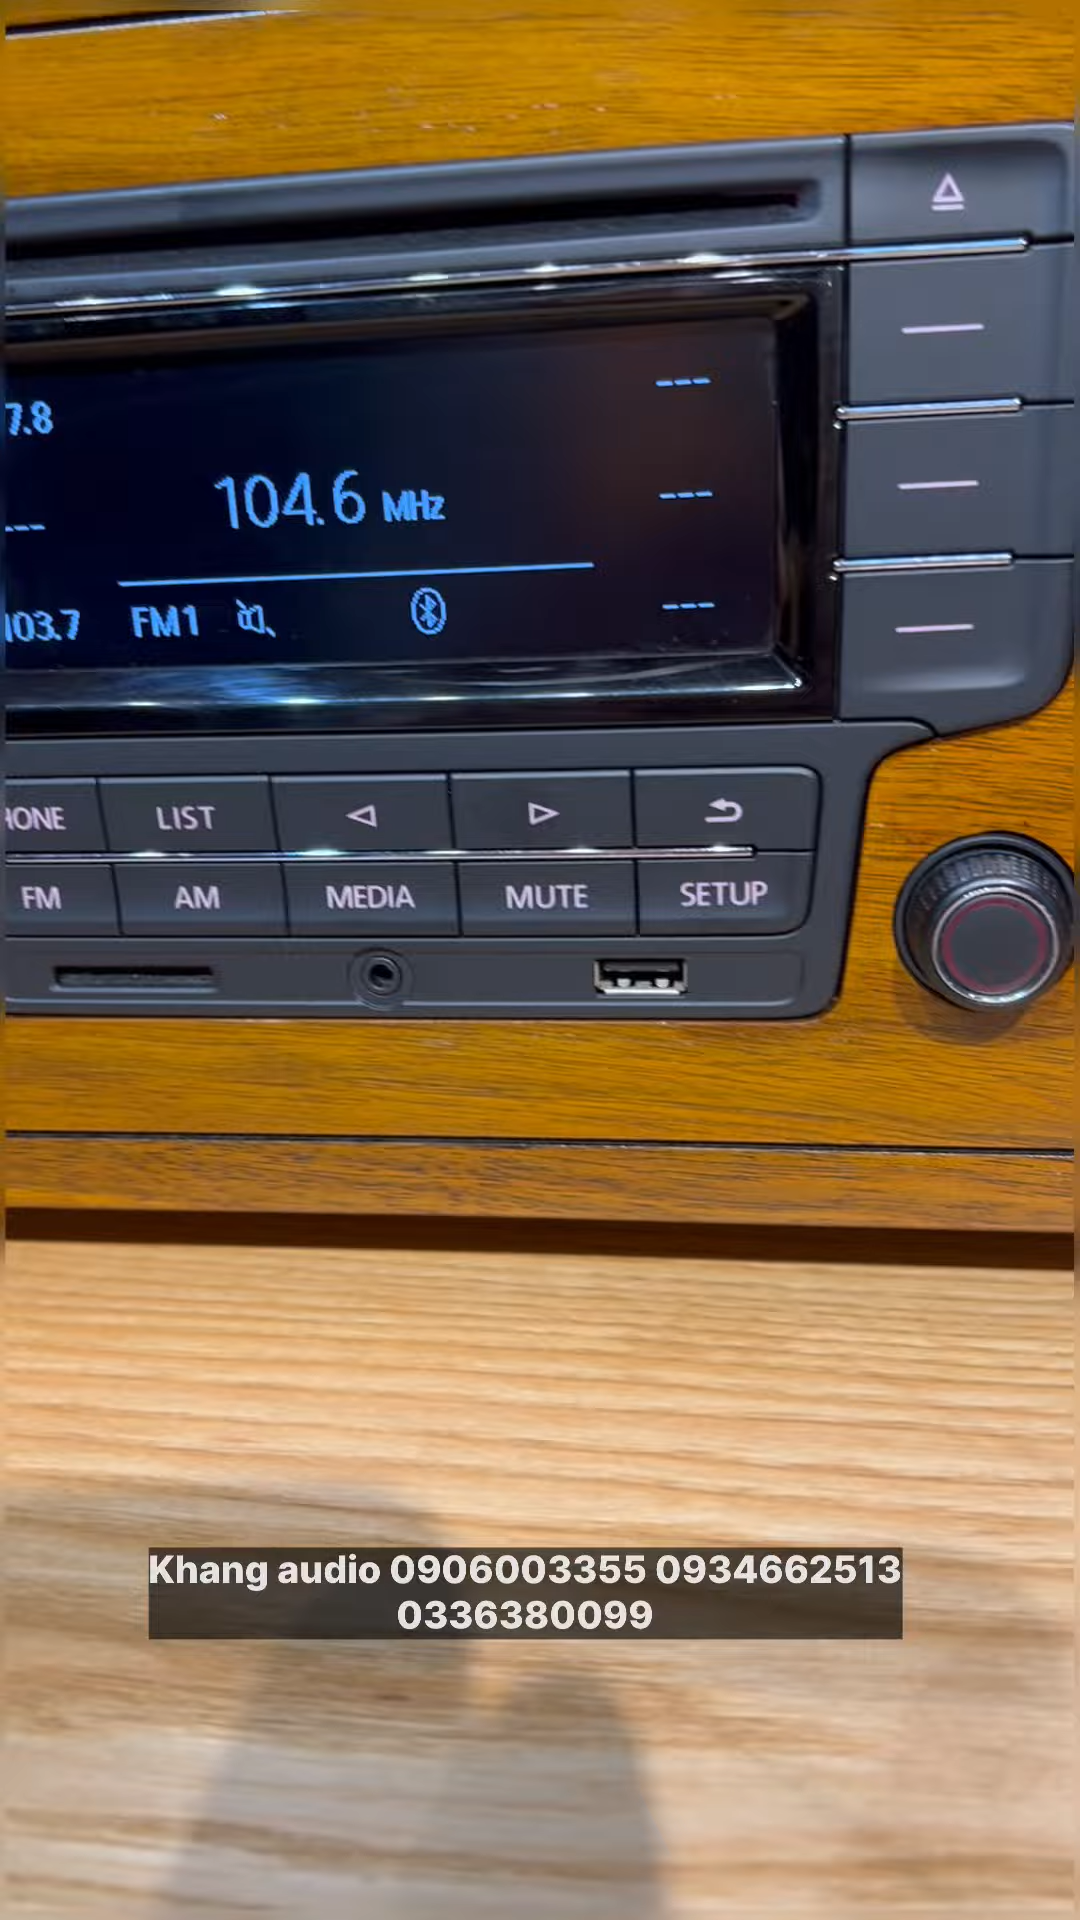 7.8
---
104.6 MHz
---
---
103.7 FM1
---
HONE LIST
FM AM MEDIA MUTE SETUP
Khang audio 0906003355 0934662513
0336380099